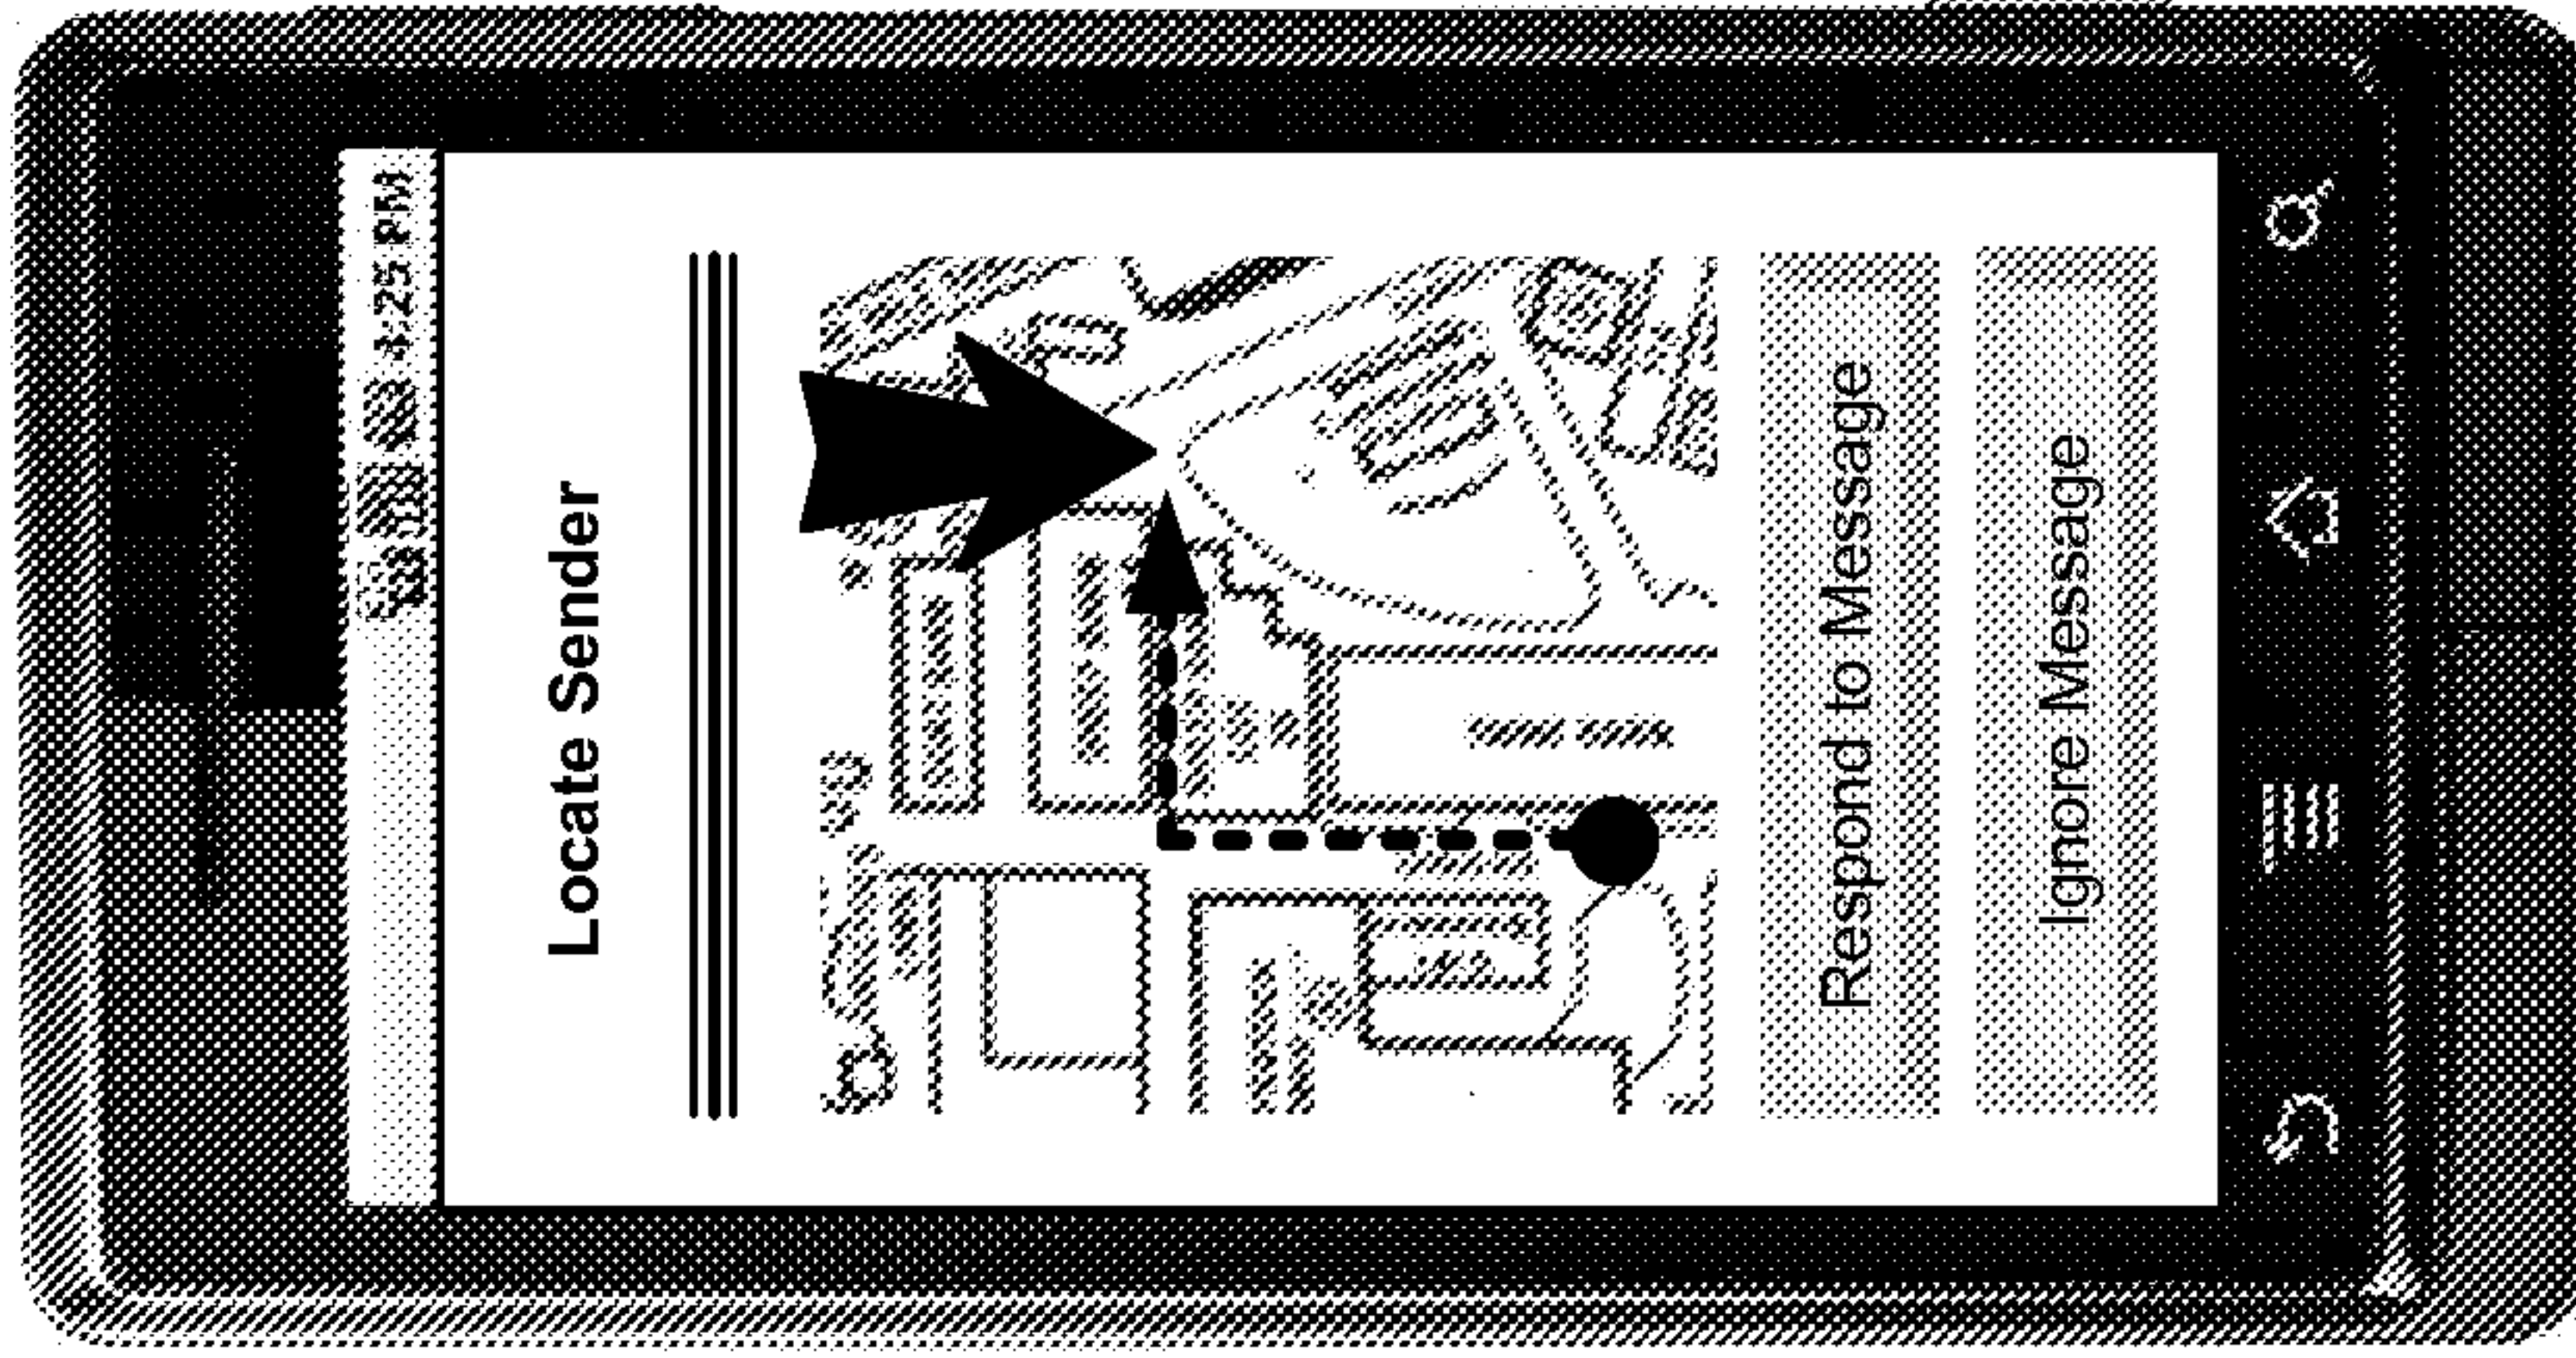 4:25 PM
Locate Sender
Respond to Message
Ignore Message